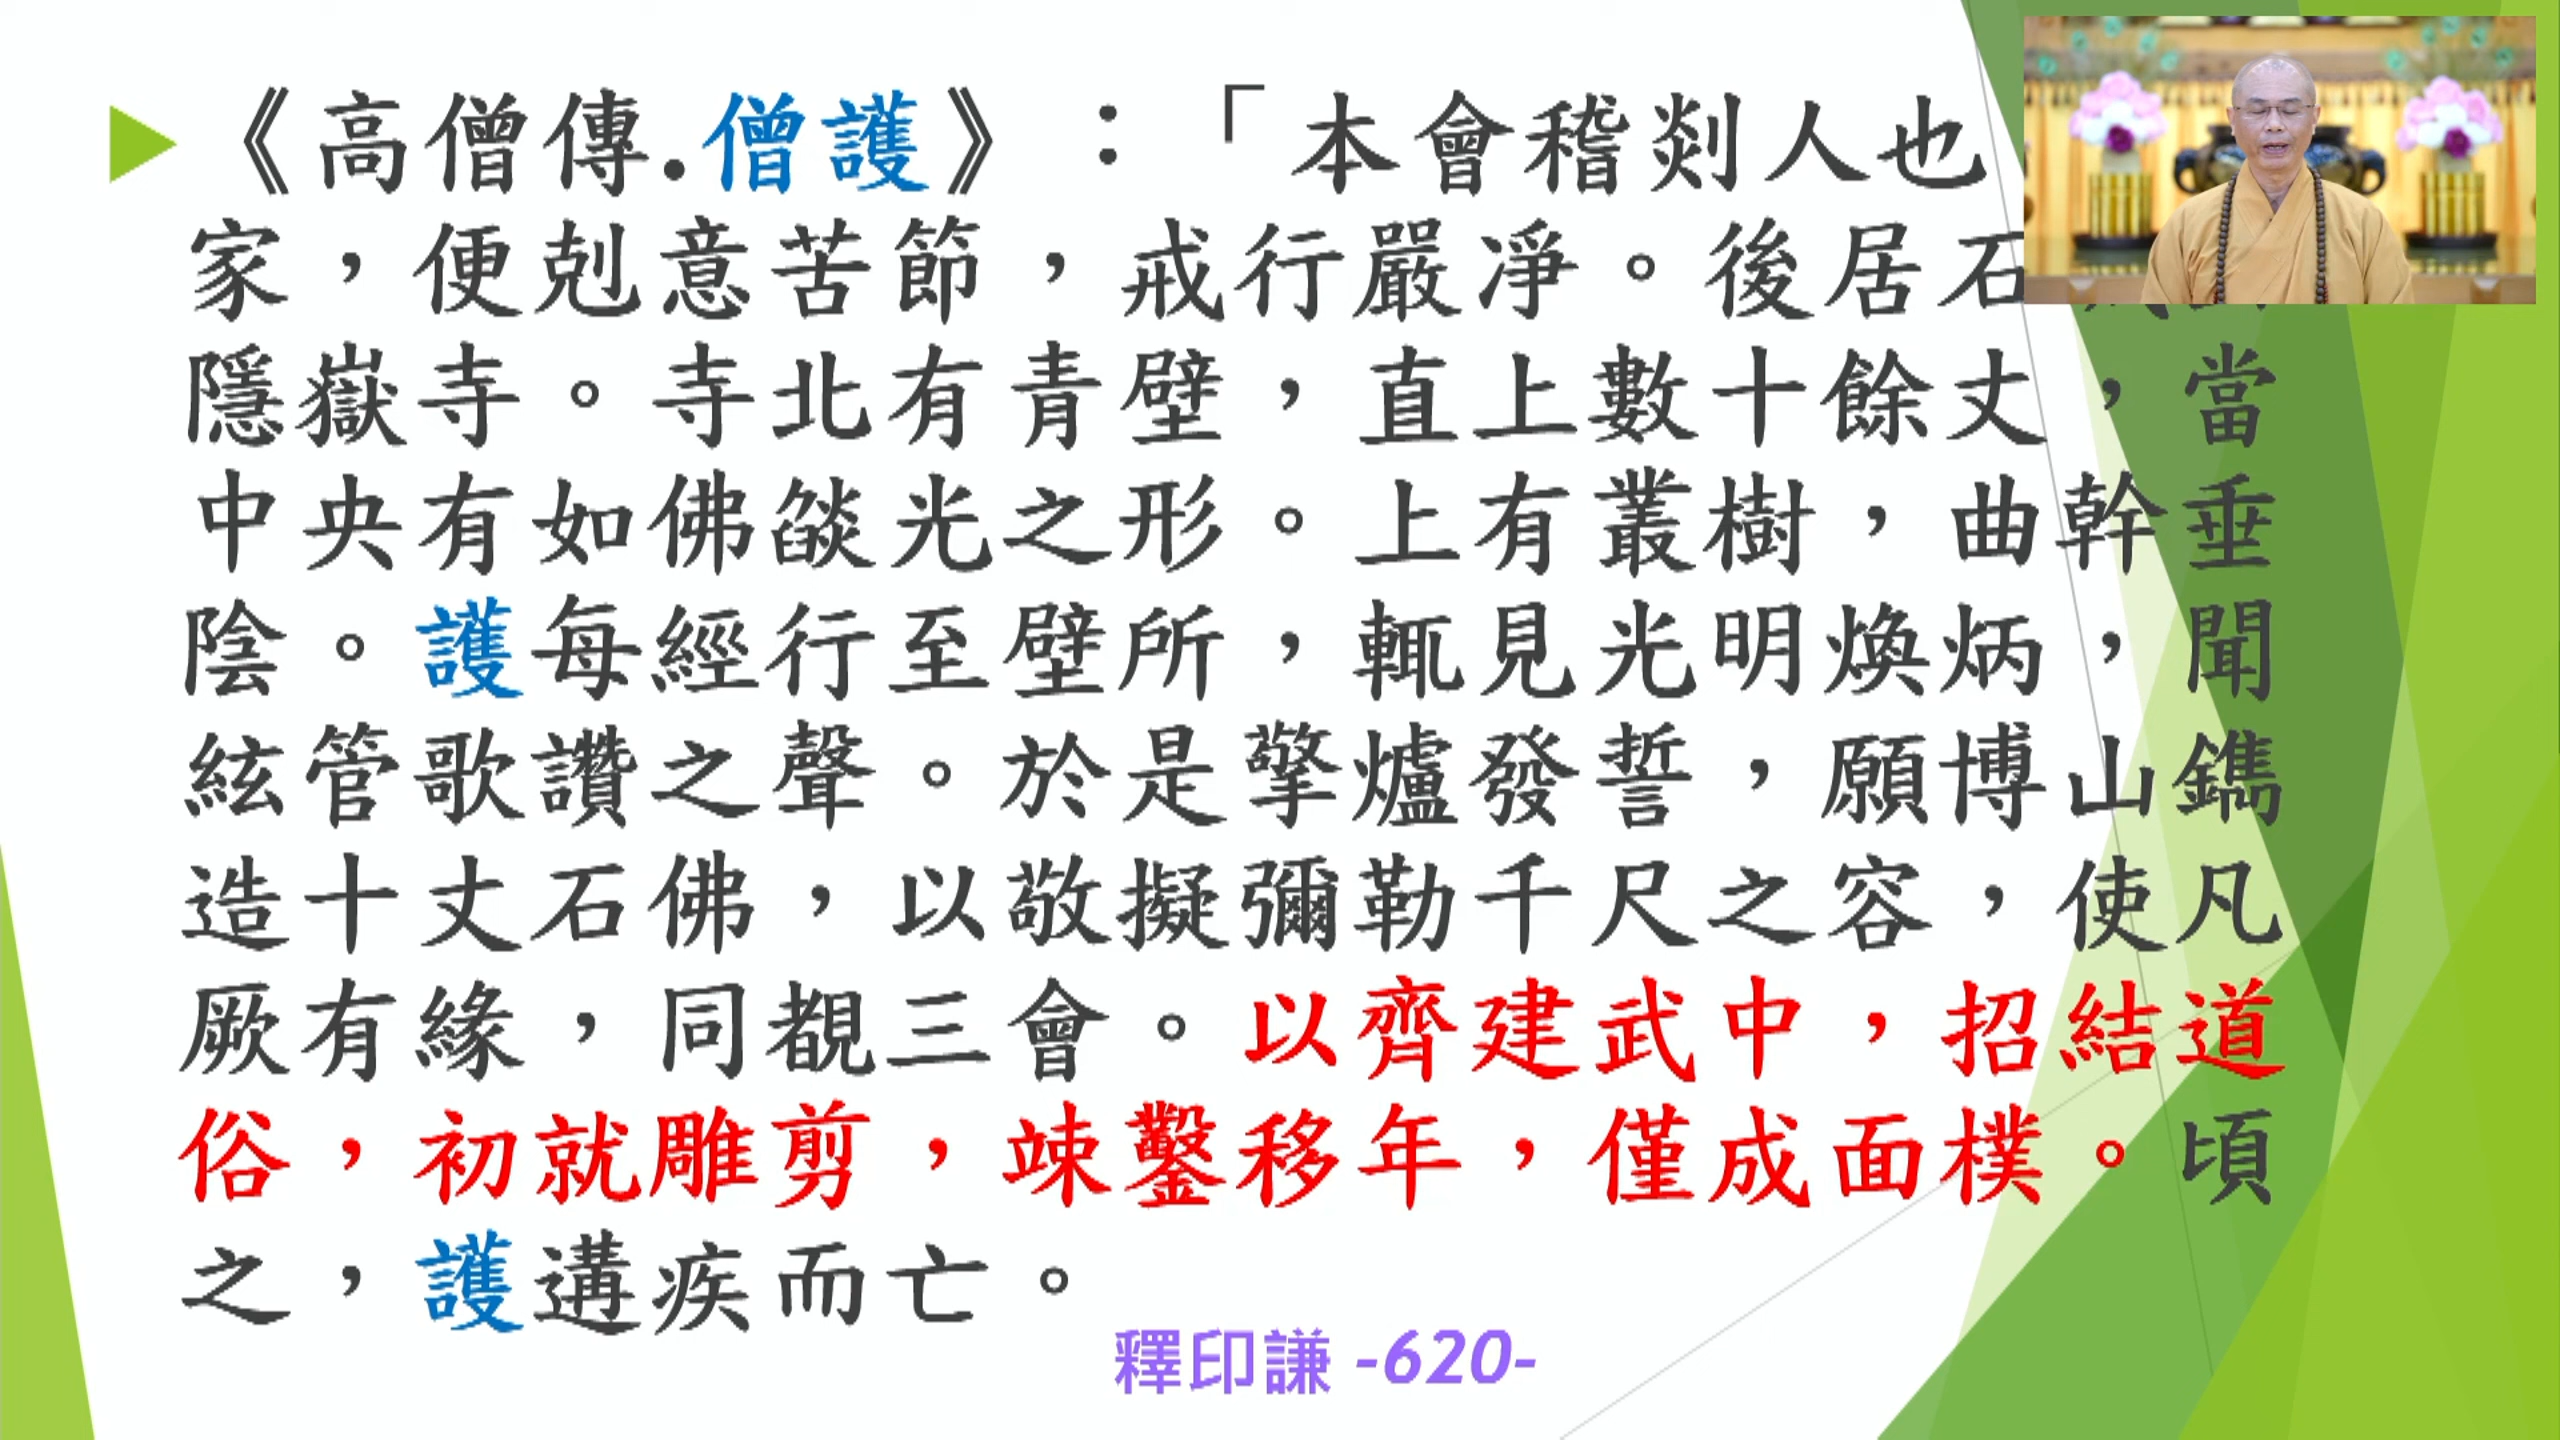 《高僧傳.僧護》：「本會稽剡人也
家，便剋意苦節，戒行嚴凈。後居石
隱嶽寺。寺北有青壁，直上數十餘丈，當
中央有如佛燄光之形。上有叢樹，曲幹垂
陰。護每經行至壁所，輒見光明煥炳，聞
絃管歌讚之聲。於是擎爐發誓，願博山鐫
造十丈石佛，以敬擬彌勒千尺之容，使凡
厥有緣，同覩三會。以齊建武中，招結道
俗，初就雕剪，竦鑿移年，僅成面樸。頃
之，護遘疾而亡。
釋印謙 -620-